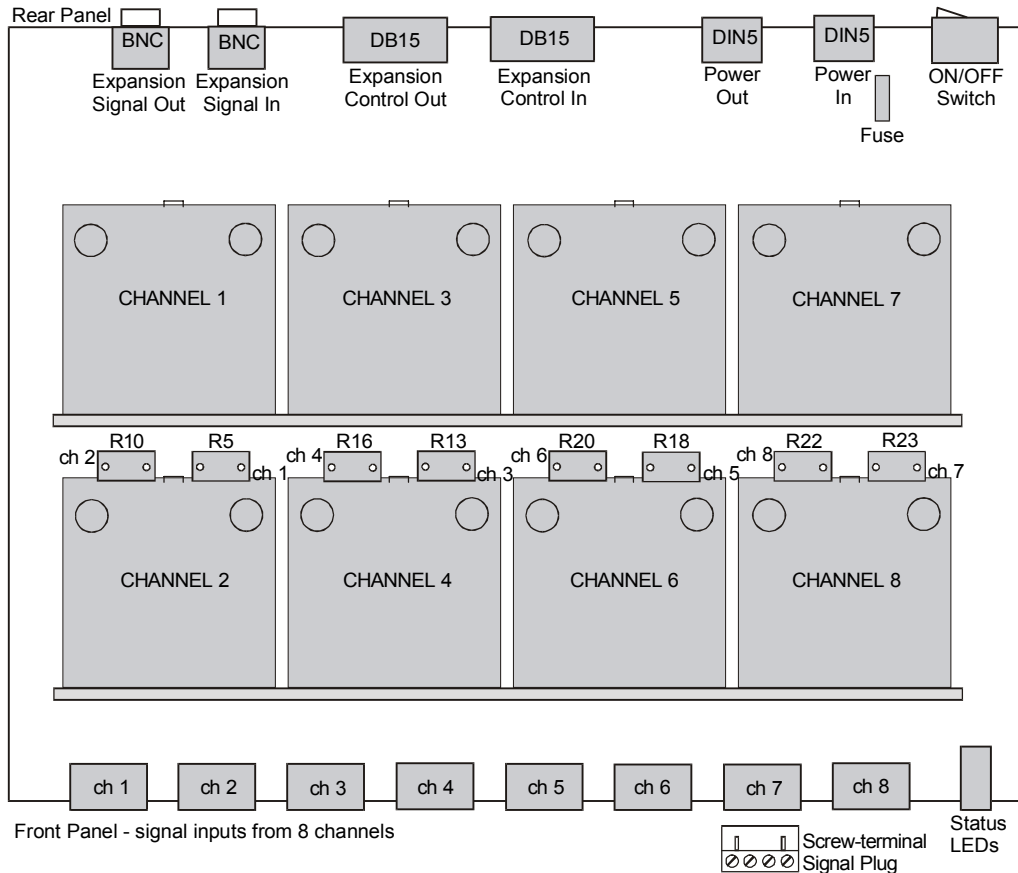 Rear Panel
BNC
BNC
DB15
DB15
DIN5
DIN5
Expansion
Signal Out
Expansion
Signal In
Expansion
Control Out
Expansion
Control In
Power
Out
Power
In
ON/OFF
Switch
Fuse
CHANNEL 1
CHANNEL 3
CHANNEL 5
CHANNEL 7
R10
R5
R16
R13
R20
R18
R22
R23
ch 2
ch 1
ch 4
ch 3
ch 6
ch 5
ch 8
ch 7
CHANNEL 2
CHANNEL 4
CHANNEL 6
CHANNEL 8
ch 1
ch 2
ch 3
ch 4
ch 5
ch 6
ch 7
ch 8
Front Panel - signal inputs from 8 channels
Screw-terminal
Signal Plug
Status
LEDs